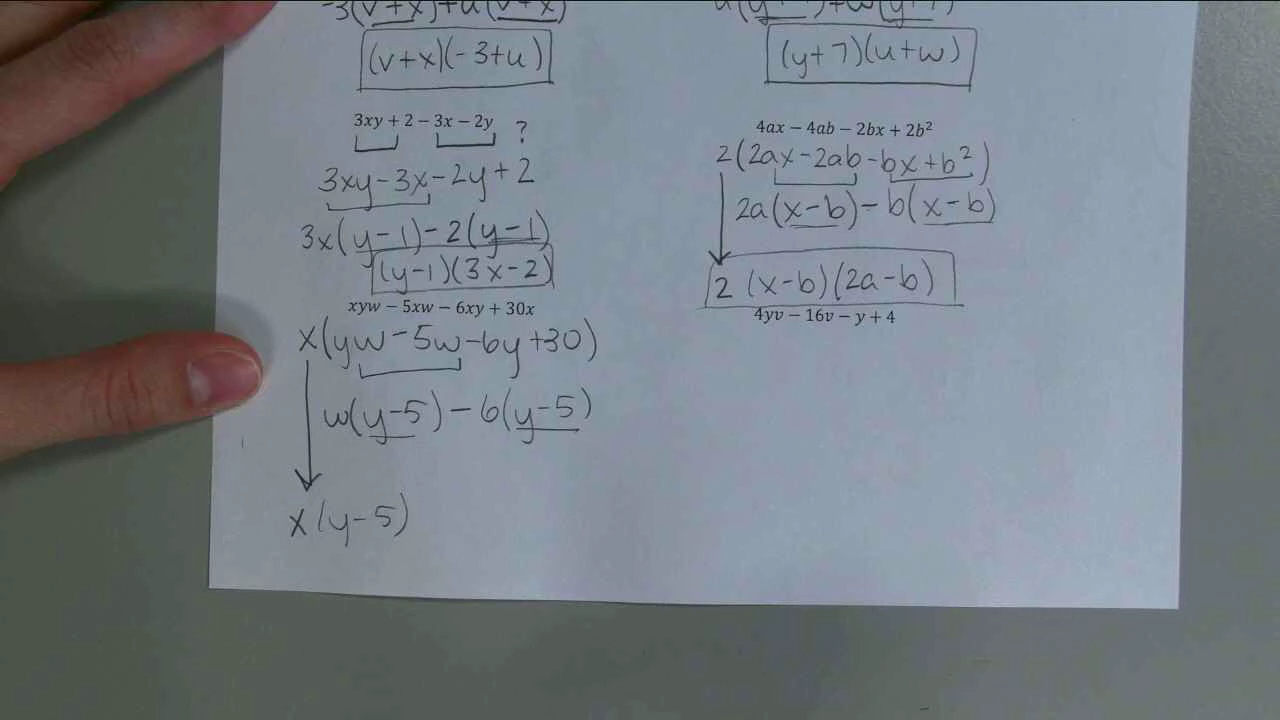 -3(v+x)+u(v+x)
(v+x)(-3+u)
3xy + 2 − 3x − 2y ?
3xy-3x-2y+2
3x(y-1)-2(y-1)
(y-1)(3x-2)
xyw − 5xw − 6xy + 30x
x(yw-5w-6y+30)
w(y-5)-6(y-5)
x(y-5)
(y+7)(u+w)
4ax − 4ab − 2bx + 2b²
2(2ax-2ab-bx+b²)
2a(x-b)-b(x-b)
2(x-b)(2a-b)
4yv − 16v − y + 4